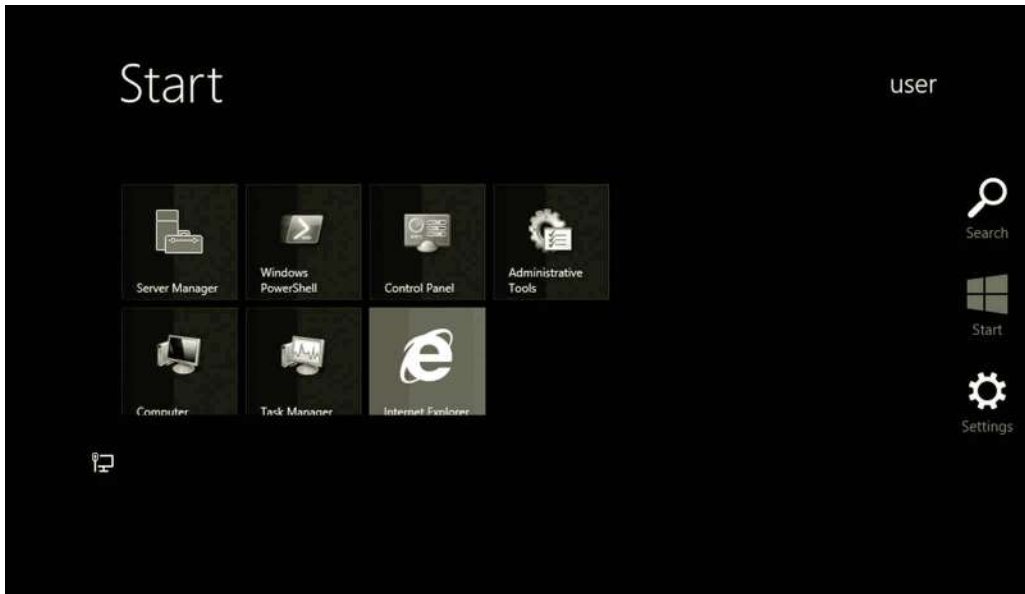 Start
user
Server Manager
Windows
PowerShell
Control Panel
Administrative
Tools
Computer
Task Manager
Internet Explorer
Search
Start
Settings